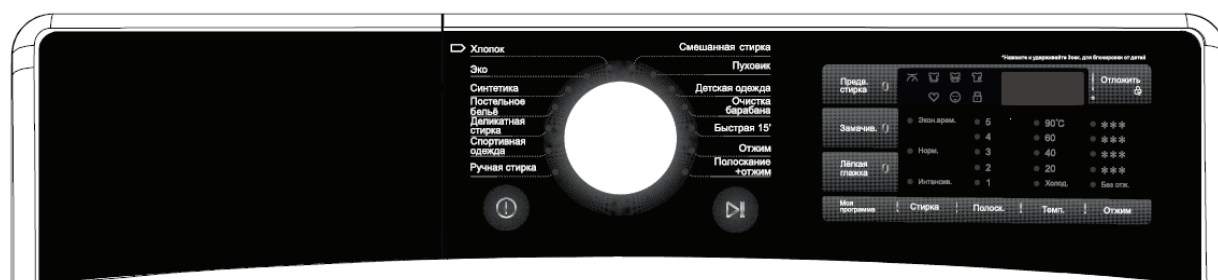 Хлопок
Эко
Синтетика
Постельное
бельё
Деликатная
стирка
Спортивная
одежда
Ручная стирка
Смешанная стирка
Пуховик
Детская одежда
Очистка
барабана
Быстрая 15'
Отжим
Полоскание
+отжим
*Нажмите и удерживайте 3сек. для блокировки от детей
Предв.
стирка
Отложить
Замачив.
Экон.врем.
5
90°C
***
4
60
***
Норм.
3
40
***
Лёгкая
глажка
2
20
***
Интенсив.
1
Холод.
Без отж.
Моя
программа
Стирка
Полоск.
Темп.
Отжим